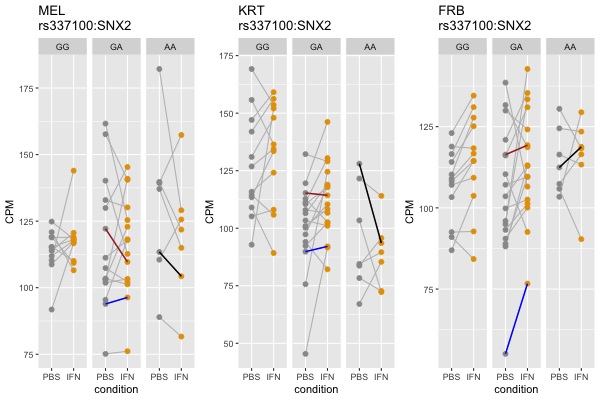 MEL
rs337100:SNX2
GG GA AA
175
150
125
100
75
CPM
PBS IFN PBS IFN PBS IFN
condition
KRT
rs337100:SNX2
GG GA AA
175
150
125
100
75
50
CPM
PBS IFN PBS IFN PBS IFN
condition
FRB
rs337100:SNX2
GG GA AA
125
100
75
CPM
PBS IFN PBS IFN PBS IFN
condition